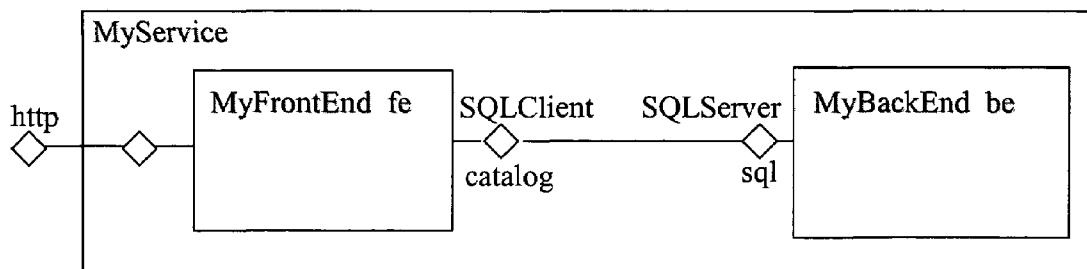 MyService
MyFrontEnd fe
MyBackEnd be
http
SQLClient
SQLServer
catalog
sql